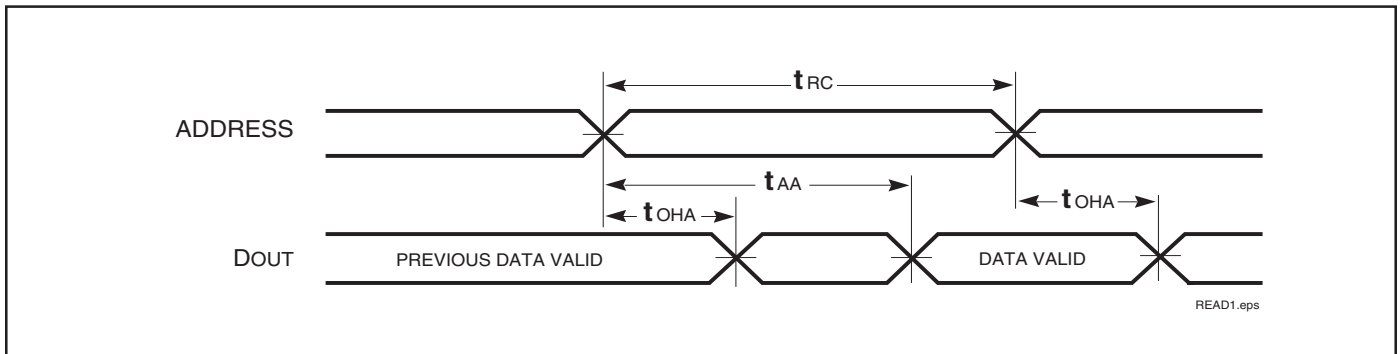 tRC
ADDRESS
tAA
tOHA
tOHA
DOUT
PREVIOUS DATA VALID
DATA VALID
READ1.eps